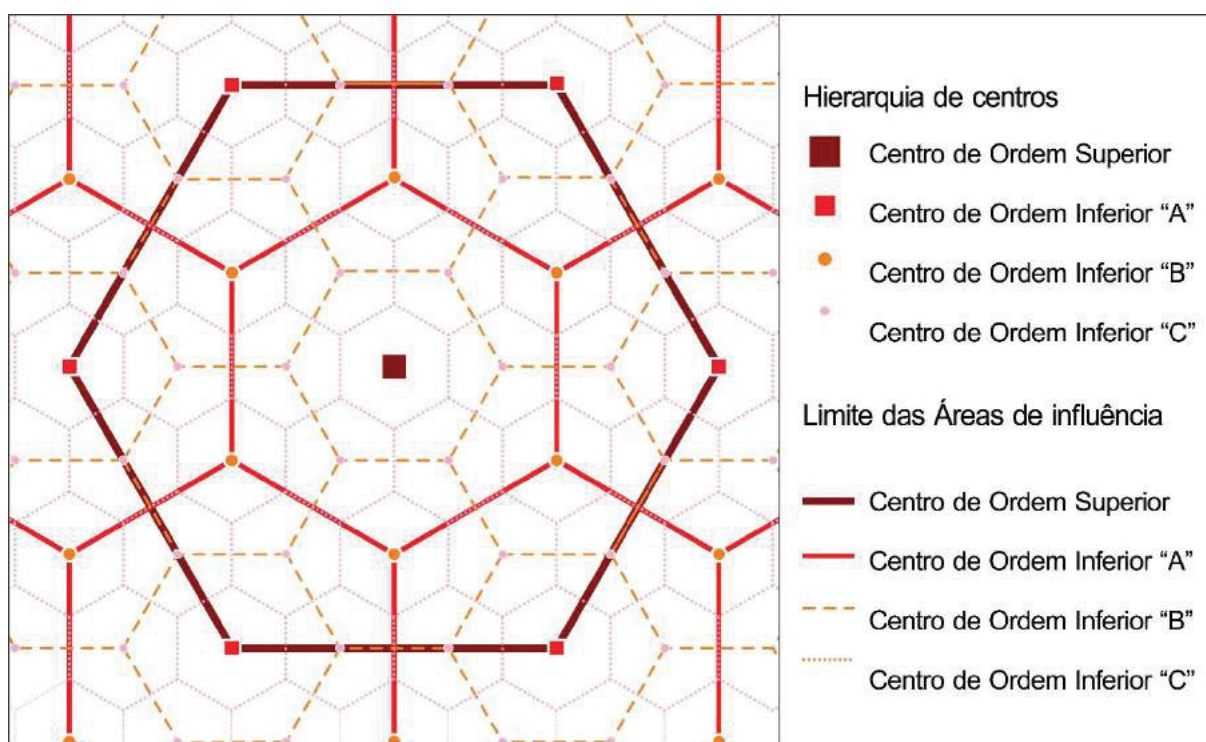 Hierarquia de centros
Centro de Ordem Superior
Centro de Ordem Inferior “A”
Centro de Ordem Inferior “B”
Centro de Ordem Inferior “C”
Limite das Áreas de influência
Centro de Ordem Superior
Centro de Ordem Inferior “A”
Centro de Ordem Inferior “B”
Centro de Ordem Inferior “C”